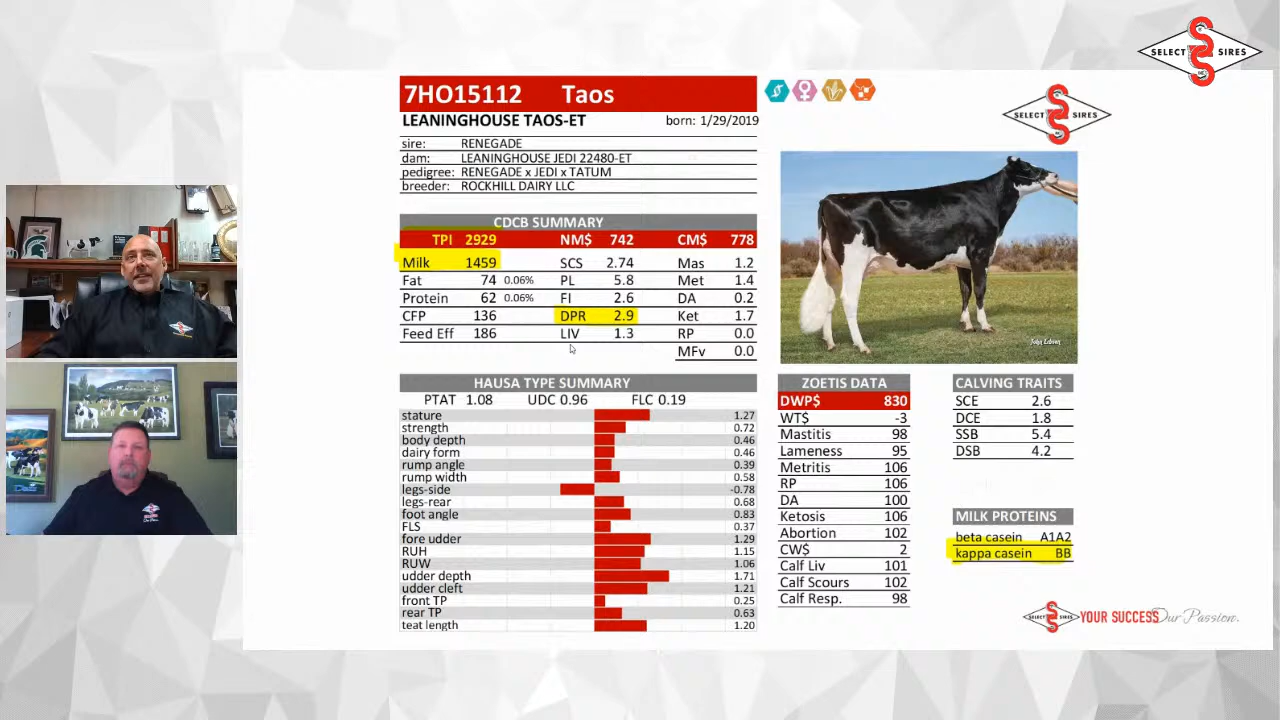 SELECT SIRES
7HO15112 Taos
LEANINGHOUSE TAOS-ET born: 1/29/2019
sire: RENEGADE
dam: LEANINGHOUSE JEDI 22480-ET
pedigree: RENEGADE x JEDI x TATUM
breeder: ROCKHILL DAIRY LLC
SELECT SIRES
CDCB SUMMARY
TPI 2929 NM$ 742 CM$ 778
Milk 1459 SCS 2.74 Mas 1.2
Fat 74 0.06% PL 5.8 Met 1.4
Protein 62 0.06% FI 2.6 DA 0.2
CFP 136 DPR 2.9 Ket 1.7
Feed Eff 186 LIV 1.3 RP 0.0
MFv 0.0
HAUSA TYPE SUMMARY
PTAT 1.08 UDC 0.96 FLC 0.19
stature 1.27
strength 0.72
body depth 0.46
dairy form 0.46
rump angle 0.39
rump width 0.58
legs-side -0.78
legs-rear 0.68
foot angle 0.83
FLS 0.37
fore udder 1.29
RUH 1.15
RUW 1.06
udder depth 1.71
udder cleft 1.21
front TP 0.25
rear TP 0.63
teat length 1.20
ZOETIS DATA
DWP$ 830
WT$ -3
Mastitis 98
Lameness 95
Metritis 106
RP 106
DA 100
Ketosis 106
Abortion 102
CW$ 2
Calf Liv 101
Calf Scours 102
Calf Resp. 98
CALVING TRAITS
SCE 2.6
DCE 1.8
SSB 5.4
DSB 4.2
MILK PROTEINS
beta casein A1A2
kappa casein BB
SELECT SIRES YOUR SUCCESS Our Passion.